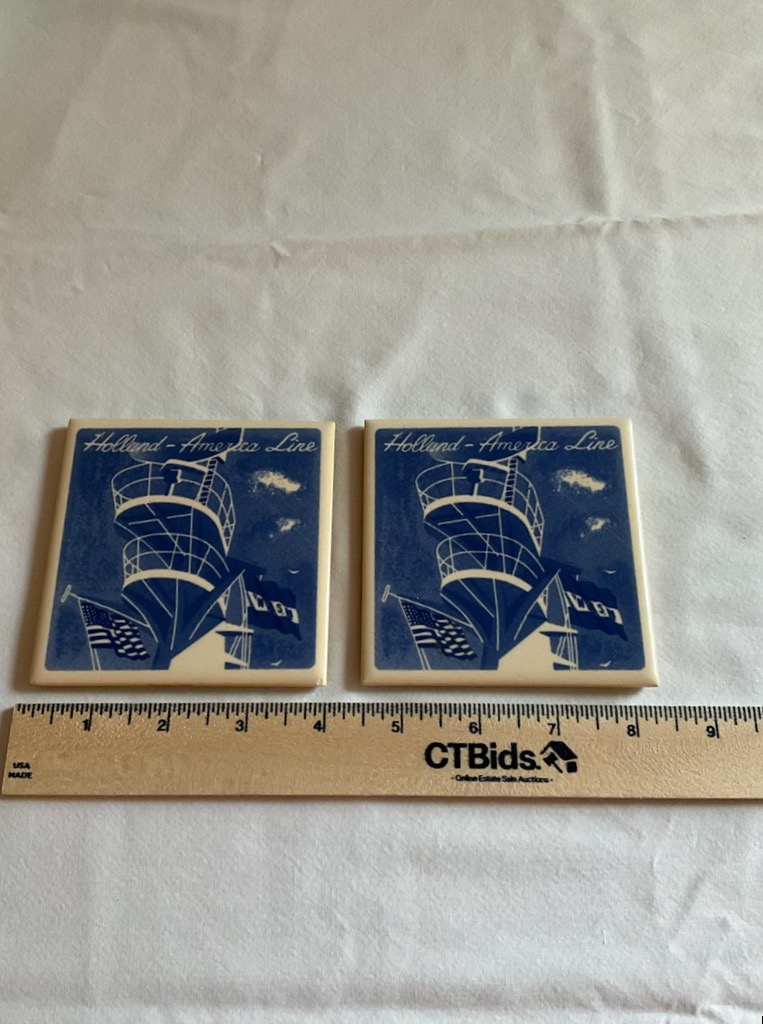 Holland-America Line
Holland-America Line
1 2 3 4 5 6 7 8 9
USA
MADE
CTBids.
- Online Estate Sale Auctions -